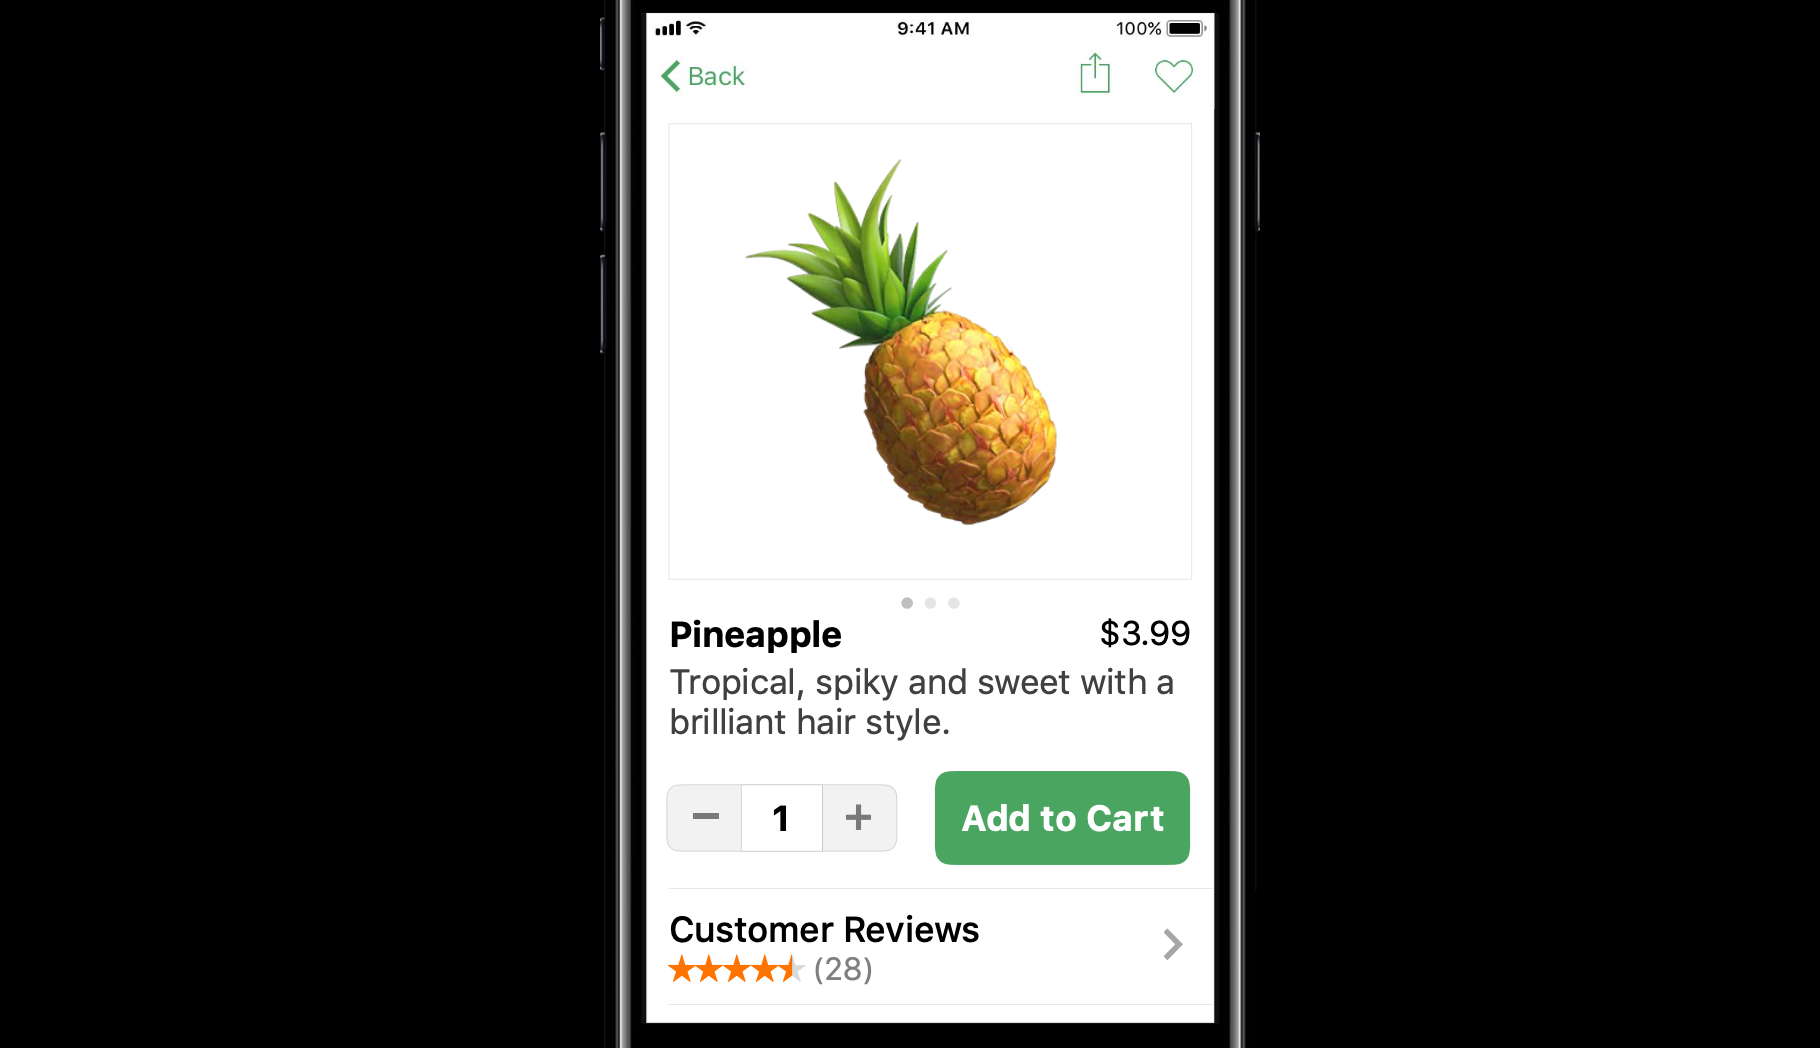 9:41 AM
100%
Back
Pineapple
$3.99
Tropical, spiky and sweet with a
brilliant hair style.
1
Add to Cart
Customer Reviews
(28)